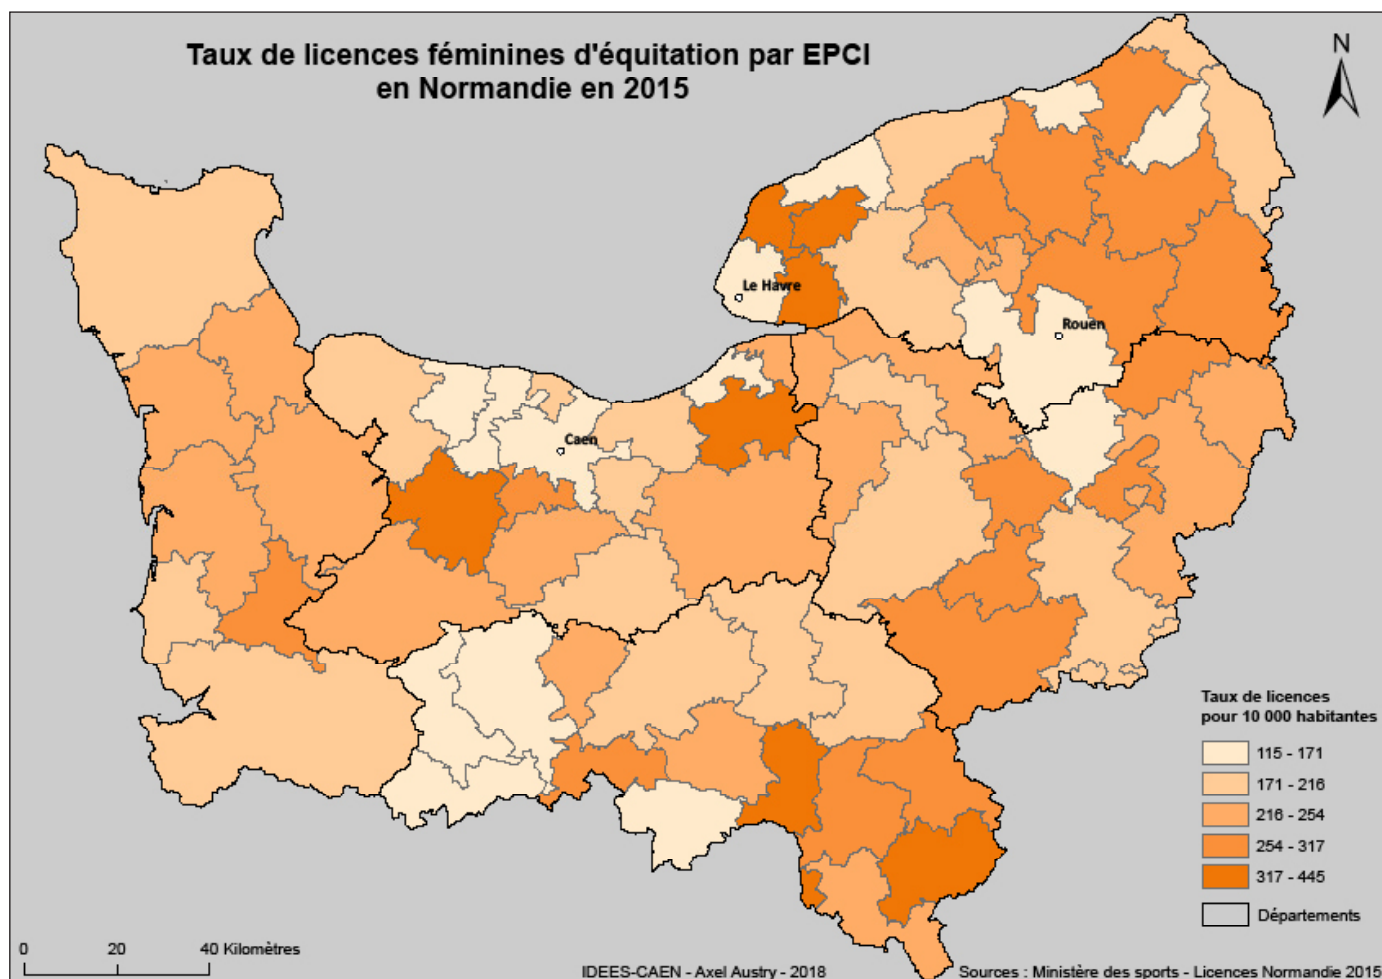 Taux de licences féminines d'équitation par EPCI
en Normandie en 2015
N
Le Havre
Rouen
Caen
Taux de licences
pour 10 000 habitantes
115 - 171
171 - 216
216 - 254
254 - 317
317 - 445
Départements
0 20 40 Kilomètres
IDEES-CAEN - Axel Austry - 2018
Sources : Ministère des sports - Licences Normandie 2015